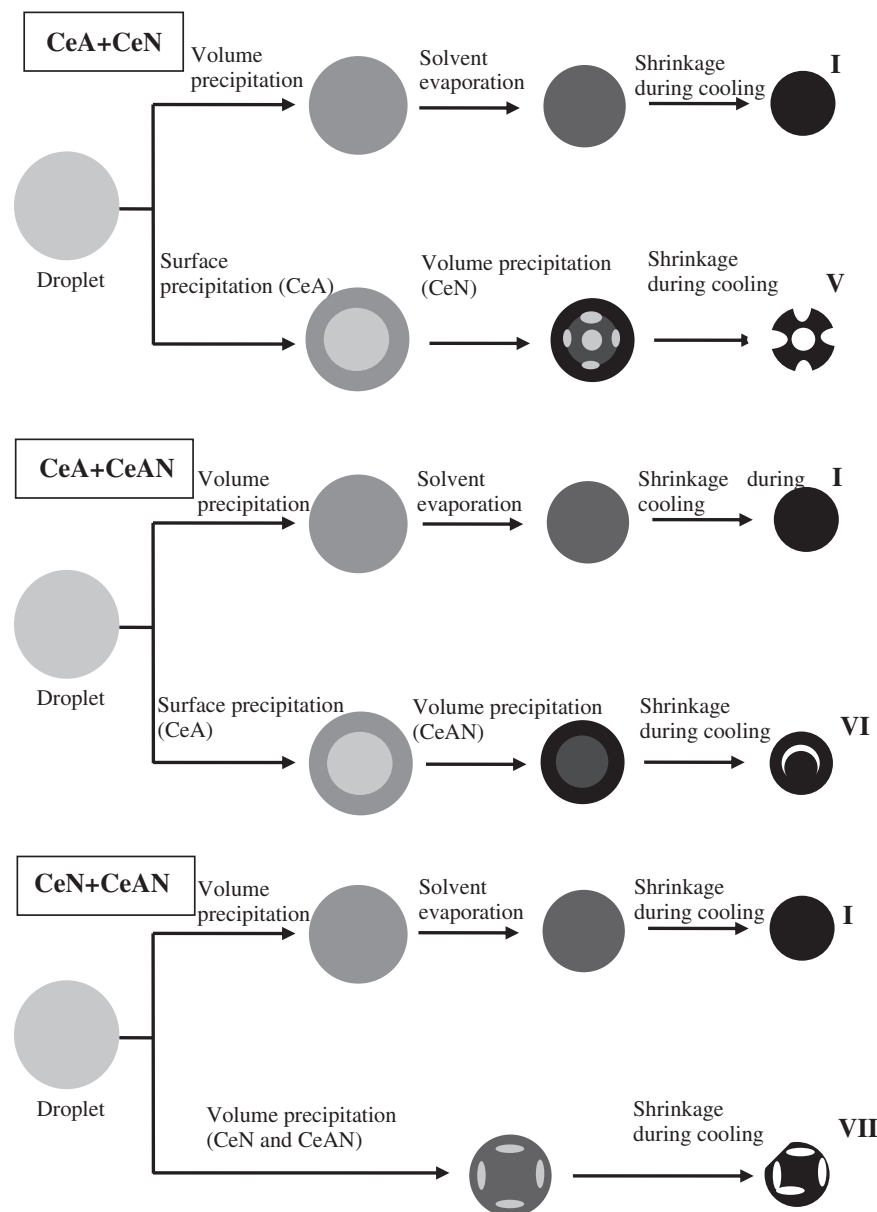 CeA+CeN
Volume
precipitation
Solvent
evaporation
Shrinkage
during cooling
I
Droplet
Surface
precipitation (CeA)
Volume precipitation
(CeN)
Shrinkage
during cooling
V
CeA+CeAN
Volume
precipitation
Solvent
evaporation
Shrinkage during
cooling
I
Droplet
Surface precipitation
(CeA)
Volume precipitation
(CeAN)
Shrinkage
during cooling
VI
CeN+CeAN
Volume
precipitation
Solvent
evaporation
Shrinkage
during cooling
I
Droplet
Volume precipitation
(CeN and CeAN)
Shrinkage
during cooling
VII